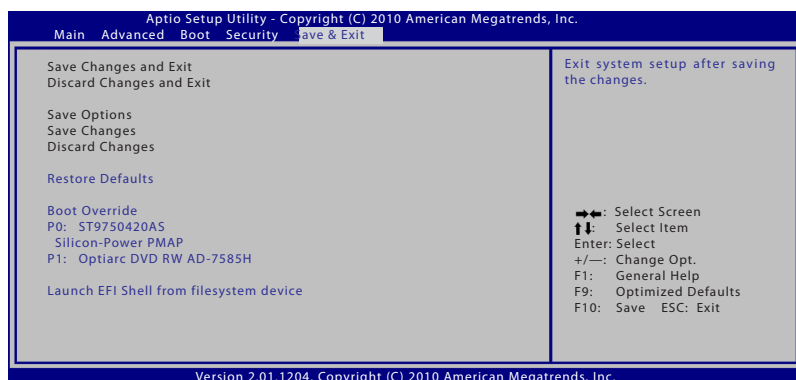 Aptio Setup Utility - Copyright (C) 2010 American Megatrends, Inc.
Main Advanced Boot Security Save & Exit
Save Changes and Exit
Discard Changes and Exit
Save Options
Save Changes
Discard Changes
Restore Defaults
Boot Override
P0: ST9750420AS
Silicon-Power PMAP
P1: Optiarc DVD RW AD-7585H
Launch EFI Shell from filesystem device
Exit system setup after saving
the changes.
→←: Select Screen
↑↓: Select Item
Enter: Select
+/—: Change Opt.
F1: General Help
F9: Optimized Defaults
F10: Save ESC: Exit
Version 2.01.1204. Copyright (C) 2010 American Megatrends, Inc.